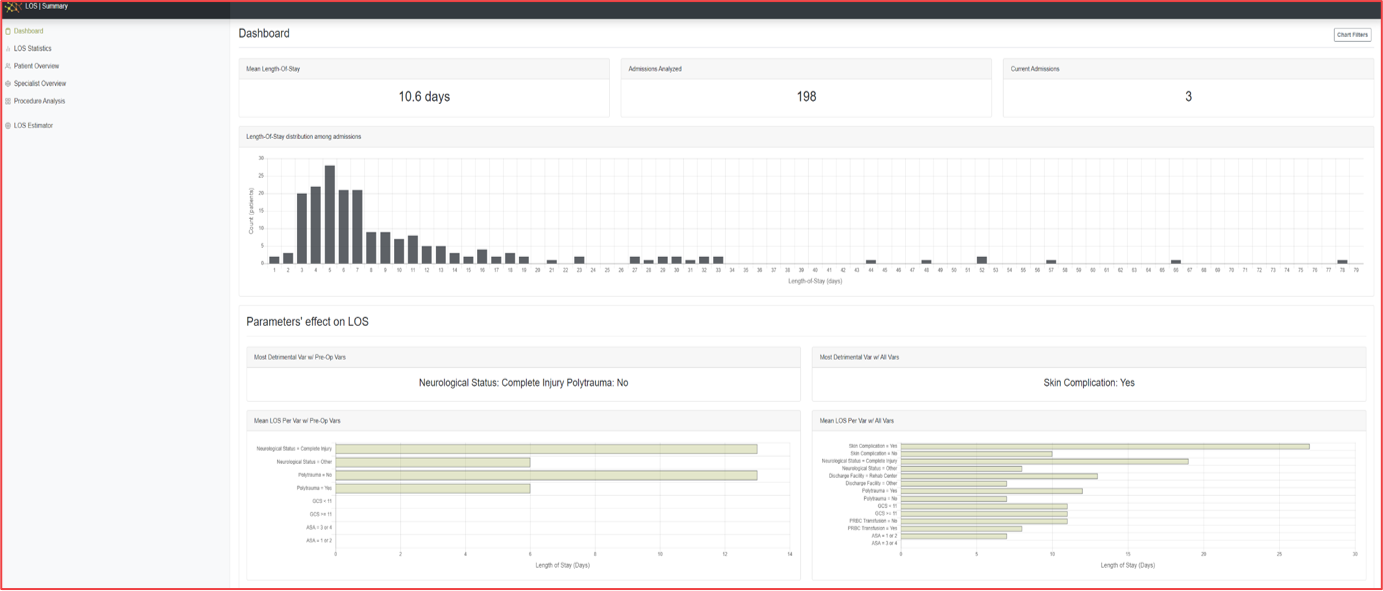 LOS | Summary
Dashboard
LOS Statistics
Patient Overview
Specialist Overview
Procedure Analysis
LOS Estimator
Dashboard
Chart Filters
Mean Length-Of-Stay
Admissions Analyzed
Current Admissions
10.6 days
198
3
Length-Of-Stay distribution among admissions
30
25
20
15
10
5
0
Count (patients)
1 2 3 4 5 6 7 8 9 10 11 12 13 14 15 16 17 18 19 20 21 22 23 24 25 26 27 28 29 30 31 32 33 34 35 36 37 38 39 40 41 42 43 44 45 46 47 48 49 50 51 52 53 54 55 56 57 58 59 60 61 62 63 64 65 66 67 68 69 70 71 72 73 74 75 76 77 78 79
Length-of-Stay (days)
Parameters' effect on LOS
Most Detrimental Var w/ Pre-Op Vars
Neurological Status: Complete Injury Polytrauma: No
Mean LOS Per Var w/ Pre-Op Vars
Neurological Status = Complete Injury
Neurological Status = Other
Polytrauma = No
Polytrauma = Yes
GCS < 11
GCS >= 11
ASA = 3 or 4
ASA = 1 or 2
0 2 4 6 8 10 12 14
Length of Stay (Days)
Most Detrimental Var w/ All Vars
Skin Complication: Yes
Mean LOS Per Var w/ All Vars
Skin Complication = Yes
Skin Complication = No
Neurological Status = Complete Injury
Neurological Status = Other
Discharge Facility = Rehab Center
Discharge Facility = Other
Polytrauma = Yes
Polytrauma = No
GCS < 11
GCS >= 11
PRBC Transfusion = No
PRBC Transfusion = Yes
ASA = 1 or 2
ASA = 3 or 4
0 5 10 15 20 25 30
Length of Stay (Days)